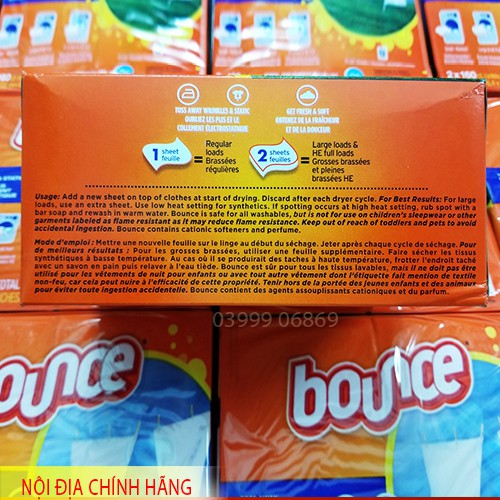 2 x 160
TOSS AWAY WRINKLES & STATIC
OUBLIEZ LES PLIS ET LE
COLLEMENT ÉLECTROSTATIQUE
GET FRESH & SOFT
OBTENEZ DE LA FRAÎCHEUR
ET DE LA DOUCEUR
1 sheet feuille = Regular loads Brassées régulières
2 sheets feuilles = Large loads & HE full loads Grosses brassées et pleines brassées HE
Usage: Add a new sheet on top of clothes at start of drying. Discard after each dryer cycle. For Best Results: For large
loads, use an extra sheet. Use low heat setting for synthetics. If spotting occurs at high heat setting, rub spot with a
bar soap and rewash in warm water. Bounce is safe for all washables, but is not for use on children's sleepwear or other
garments labeled as flame resistant as it may reduce flame resistance. Keep out of reach of toddlers and pets to avoid
accidental ingestion. Bounce contains cationic softeners and perfume.
Mode d'emploi : Mettre une nouvelle feuille sur le linge au début du séchage. Jeter après chaque cycle de séchage. Pour
de meilleurs résultats : Pour les grosses brassées, utiliser une feuille supplémentaire. Faire sécher les tissus
synthétiques à basse température. Au cas où il se produirait des taches à haute température, frotter l'endroit taché
avec un savon en pain puis relaver à l'eau tiède. Bounce est sûr pour tous les tissus lavables, mais il ne doit pas être
utilisé pour les vêtements de nuit pour enfants ou avec tout autre vêtement dont l'étiquette fait mention de textile
non-feu, car cela peut nuire à l'efficacité de cette propriété. Tenir hors de la portée des jeunes enfants et des animaux
pour éviter toute ingestion accidentelle. Bounce contient des agents assouplissants cationiques et du parfum.
03999 06869
bounce
bounce
NỘI ĐỊA CHÍNH HÃNG